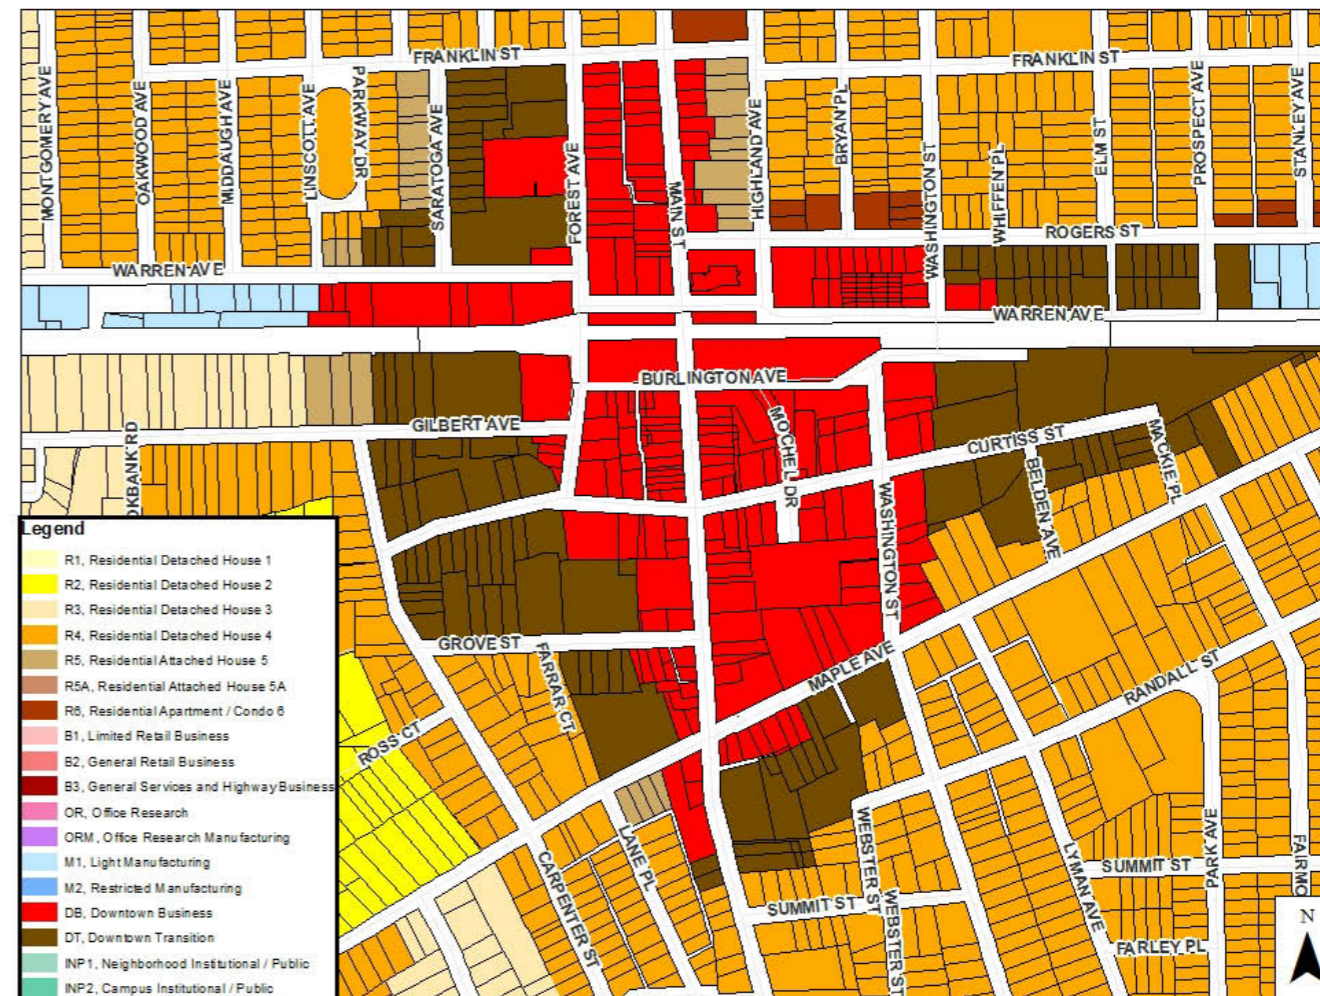 FRANKLIN ST
FRANKLIN ST
MONTGOMERY AVE
OAKWOOD AVE
MIDDAUGH AVE
LINSCOTT AVE
PARKWAY DR
SARATOGA AVE
FOREST AVE
MAIN ST
HIGHLAND AVE
BRYAN PL
WASHINGTON ST
WHIFFEN PL
ELM ST
PROSPECT AVE
STANLEY AVE
ROGERS ST
WARREN AVE
WARREN AVE
BURLINGTON AVE
GILBERT AVE
OKBANK RD
MOCHEL DR
CURTISS ST
MACKIE PL
BELDEN AVE
WASHINGTON ST
GROVE ST
FARRAR CT
MAPLE AVE
RANDALL ST
ROSS CT
LANE PL
CARPENTER ST
WEBSTER ST
WEBSTER ST
LYMAN AVE
SUMMIT ST
SUMMIT ST
PARK AVE
FAIRMO
FARLEY PL
N
Legend
R1, Residential Detached House 1
R2, Residential Detached House 2
R3, Residential Detached House 3
R4, Residential Detached House 4
R5, Residential Attached House 5
R5A, Residential Attached House 5A
R6, Residential Apartment / Condo 6
B1, Limited Retail Business
B2, General Retail Business
B3, General Services and Highway Business
OR, Office Research
ORM, Office Research Manufacturing
M1, Light Manufacturing
M2, Restricted Manufacturing
DB, Downtown Business
DT, Downtown Transition
INP1, Neighborhood Institutional / Public
INP2, Campus Institutional / Public